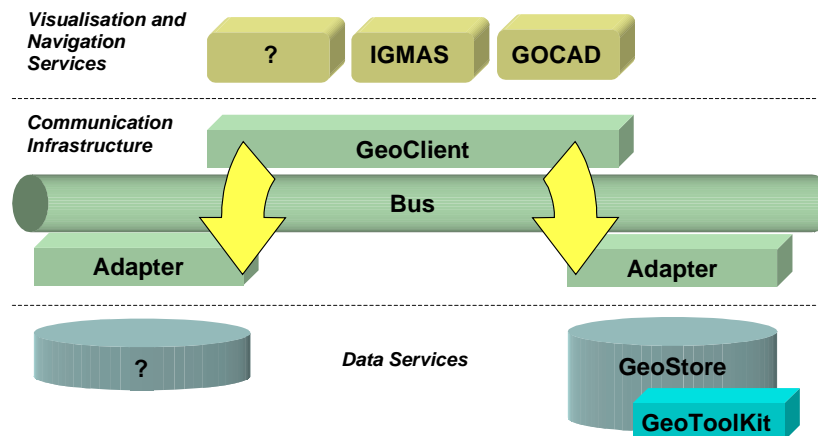 Visualisation and
Navigation
Services
?
IGMAS
GOCAD
Communication
Infrastructure
GeoClient
Bus
Adapter
Adapter
?
Data Services
GeoStore
GeoToolKit